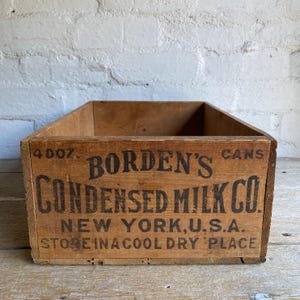 4 DOZ. CANS
BORDEN'S
CONDENSED MILK CO.
NEW YORK, U.S.A.
STORE IN A COOL DRY PLACE